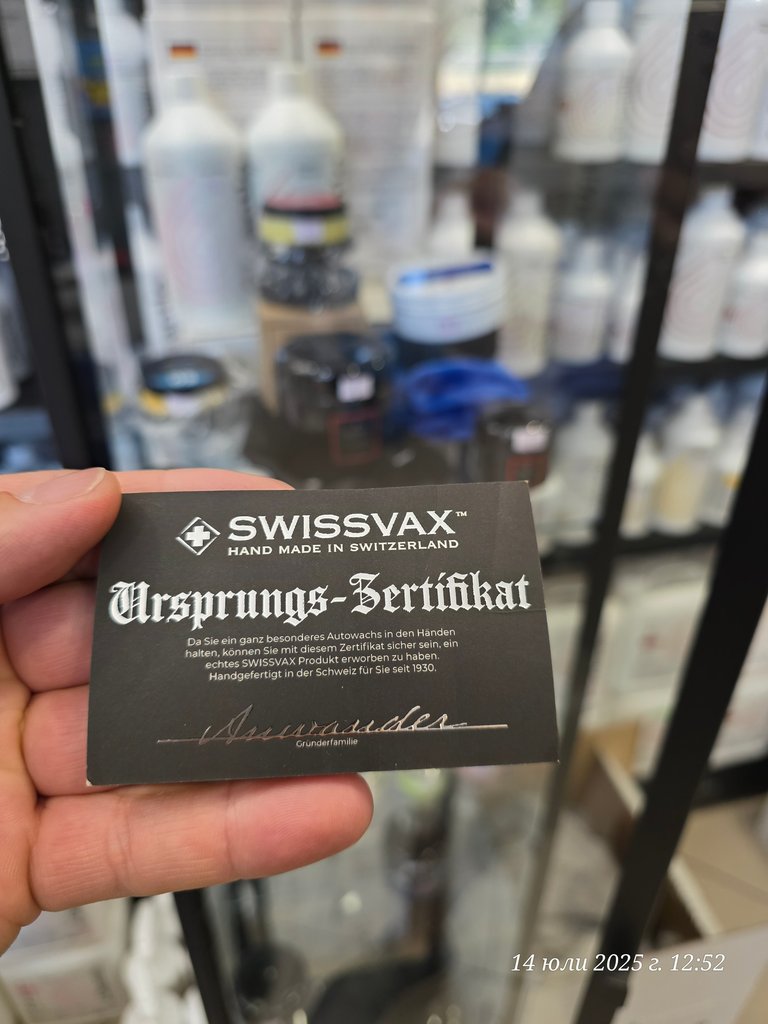 SWISSVAX™
HAND MADE IN SWITZERLAND
Ursprungs-Zertifikat
Da Sie ein ganz besonderes Autowachs in den Händen
halten, können Sie mit diesem Zertifikat sicher sein, ein
echtes SWISSVAX Produkt erworben zu haben.
Handgefertigt in der Schweiz für Sie seit 1930.
Anwander
Gründerfamilie
14 юли 2025 г. 12:52